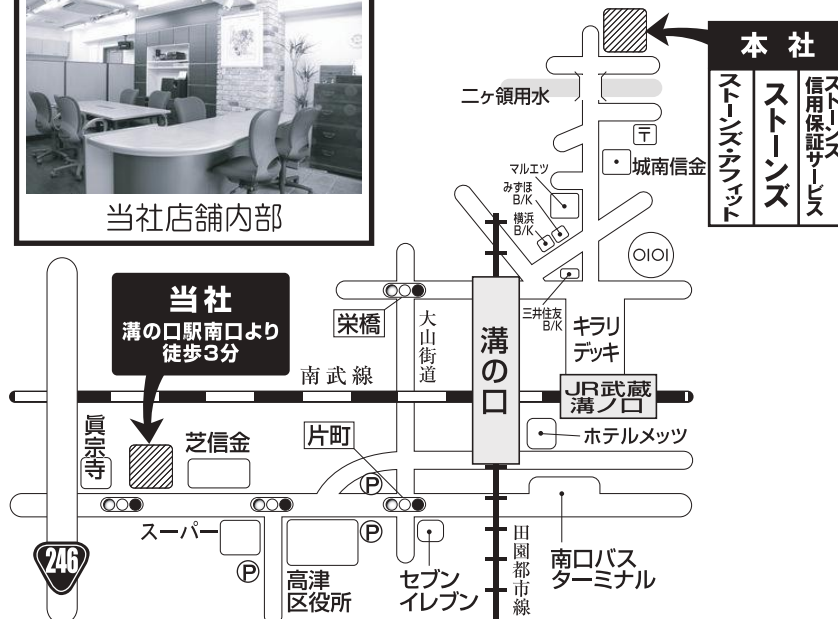 当社店舗内部
本社
ストーンズ・アフィット
ストーンズ
ストーンズ
信用保証サービス
二ヶ領用水
〒
城南信金
マルエツ
みずほ
B/K
横浜
B/K
OIOI
三井住友
B/K
キラリ
デッキ
当社
溝の口駅南口より
徒歩3分
栄橋
大山街道
溝の口
南武線
JR武蔵
溝ノ口
ホテルメッツ
眞宗寺
芝信金
片町
P
スーパー
P
P
高津
区役所
セブン
イレブン
田園都市線
南口バス
ターミナル
246